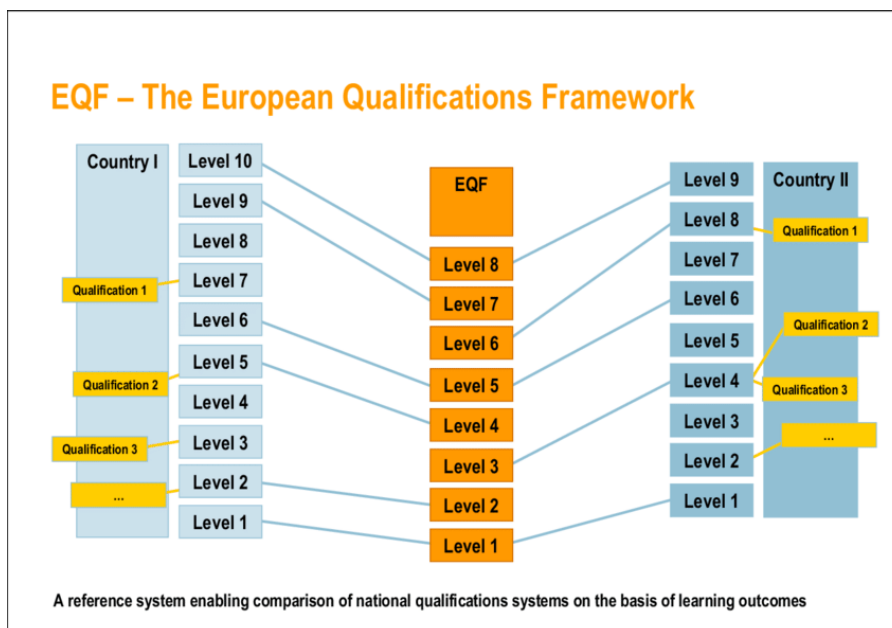 EQF – The European Qualifications Framework
Country I
Level 10
Level 9
Level 8
Level 7
Level 6
Level 5
Level 4
Level 3
Level 2
Level 1
Qualification 1
Qualification 2
Qualification 3
...
EQF
Level 8
Level 7
Level 6
Level 5
Level 4
Level 3
Level 2
Level 1
Level 9
Level 8
Level 7
Level 6
Level 5
Level 4
Level 3
Level 2
Level 1
Country II
Qualification 1
Qualification 2
Qualification 3
...
A reference system enabling comparison of national qualifications systems on the basis of learning outcomes